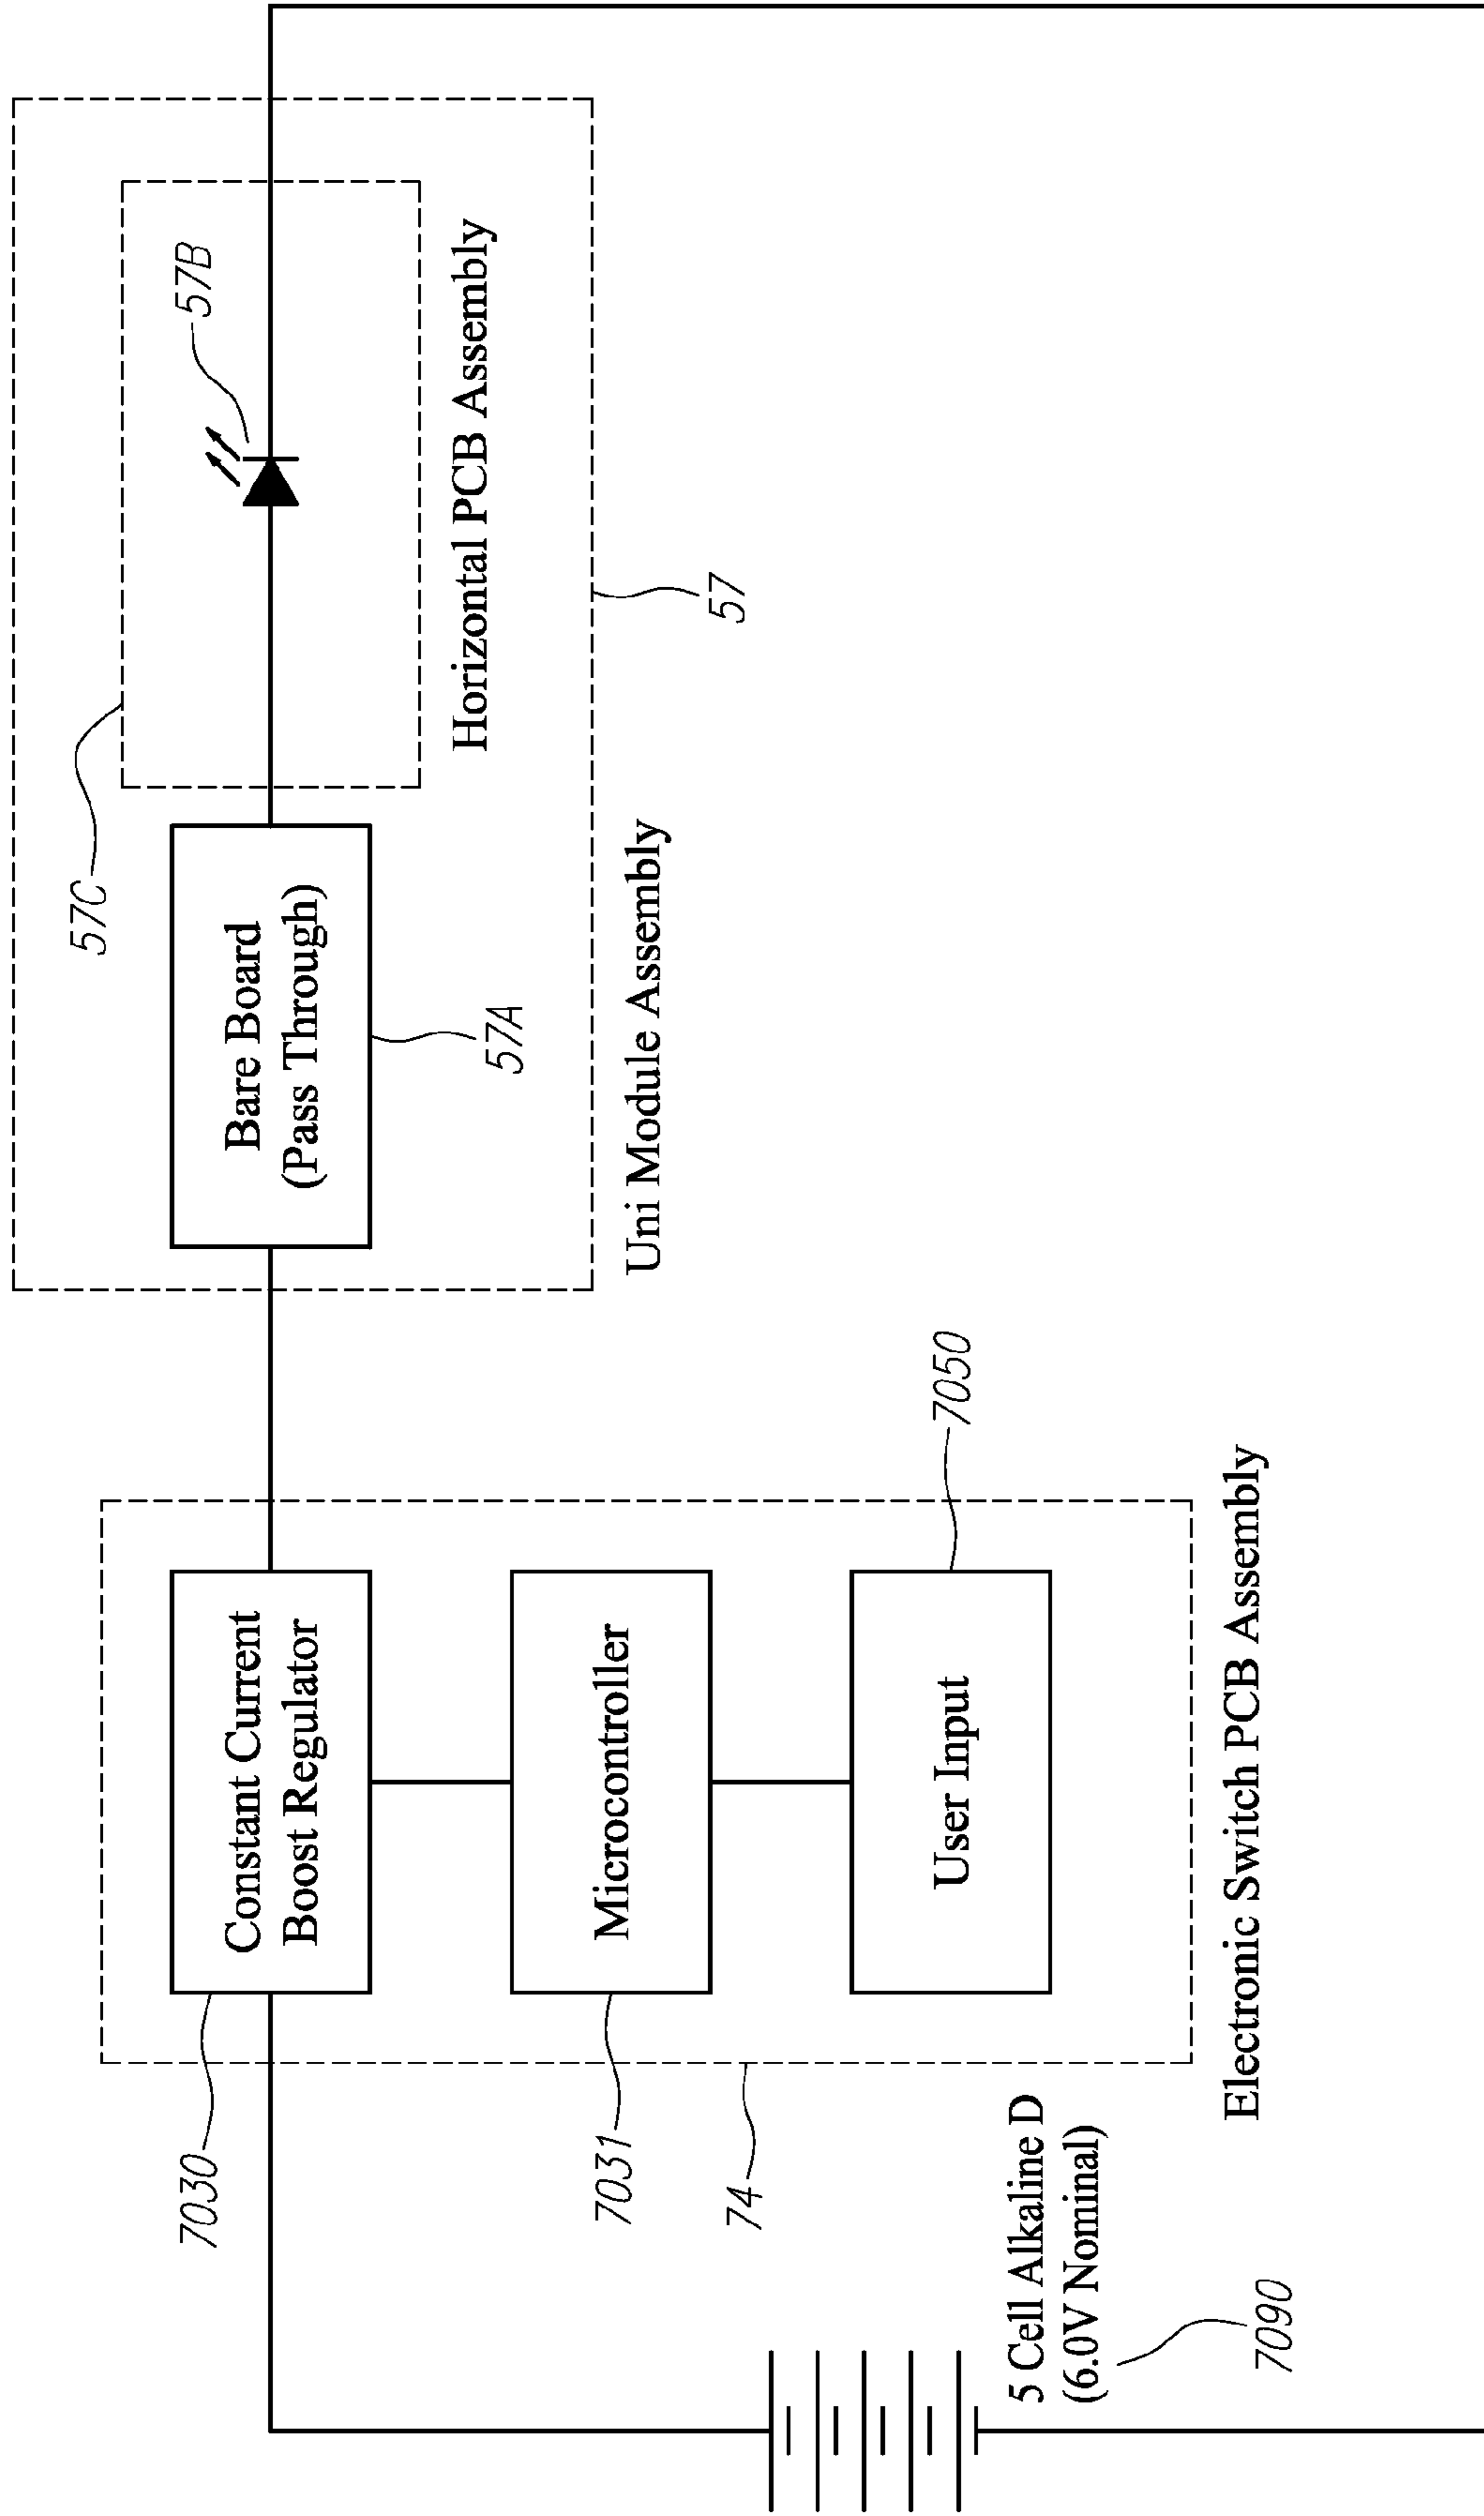 7030
Constant Current
Boost Regulator
7031
Microcontroller
74
User Input
7050
Electronic Switch PCB Assembly
5 Cell Alkaline D
(6.0V Nominal)
7090
57C
57B
Bare Board
(Pass Through)
57A
Horizontal PCB Assembly
Uni Module Assembly
57